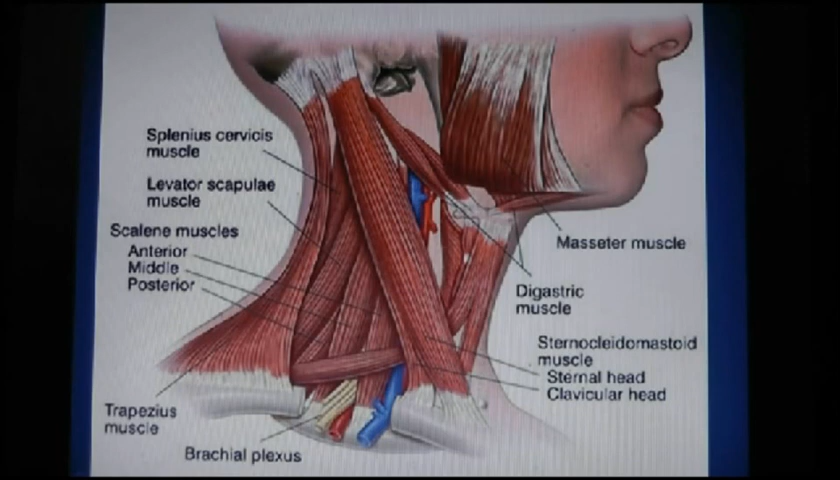 Splenius cervicis
muscle
Levator scapulae
muscle
Scalene muscles
Anterior
Middle
Posterior
Trapezius
muscle
Brachial plexus
Masseter muscle
Digastric
muscle
Sternocleidomastoid
muscle
Sternal head
Clavicular head